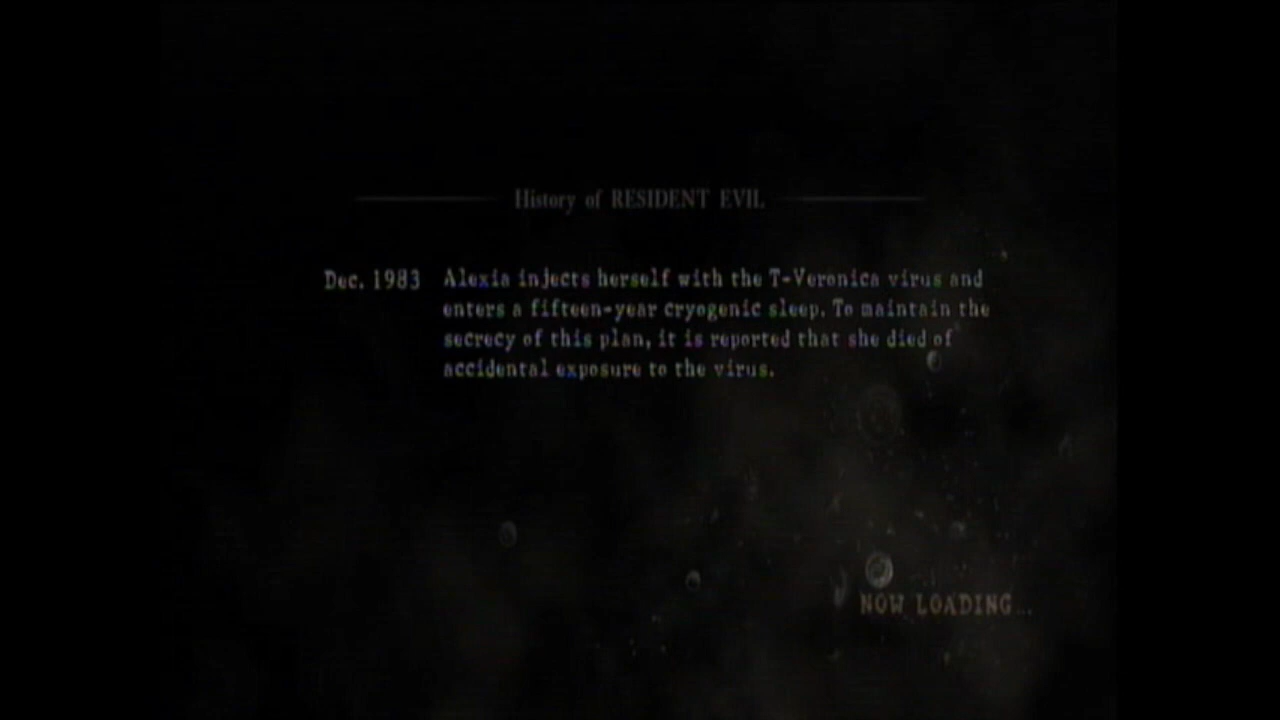 History of RESIDENT EVIL
Dec. 1983 Alexia injects herself with the T-Veronica virus and
enters a fifteen-year cryogenic sleep. To maintain the
secrecy of this plan, it is reported that she died of
accidental exposure to the virus.
NOW LOADING...